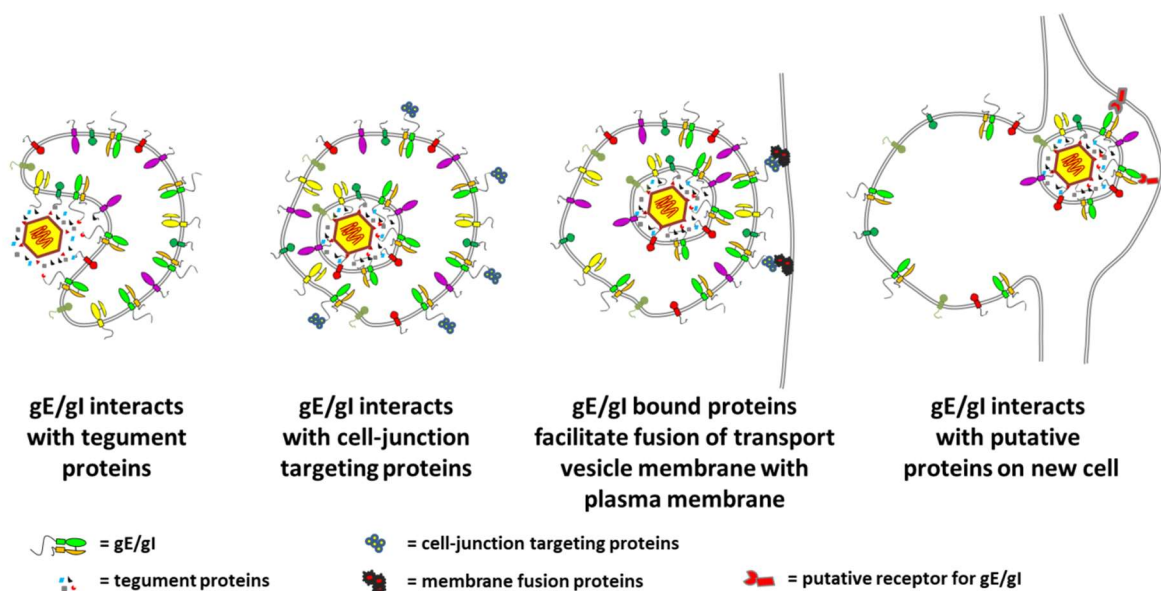 gE/gI interacts
with tegument
proteins
gE/gI interacts
with cell-junction
targeting proteins
gE/gI bound proteins
facilitate fusion of transport
vesicle membrane with
plasma membrane
gE/gI interacts
with putative
proteins on new cell
= gE/gI
= cell-junction targeting proteins
= tegument proteins
= membrane fusion proteins
= putative receptor for gE/gI